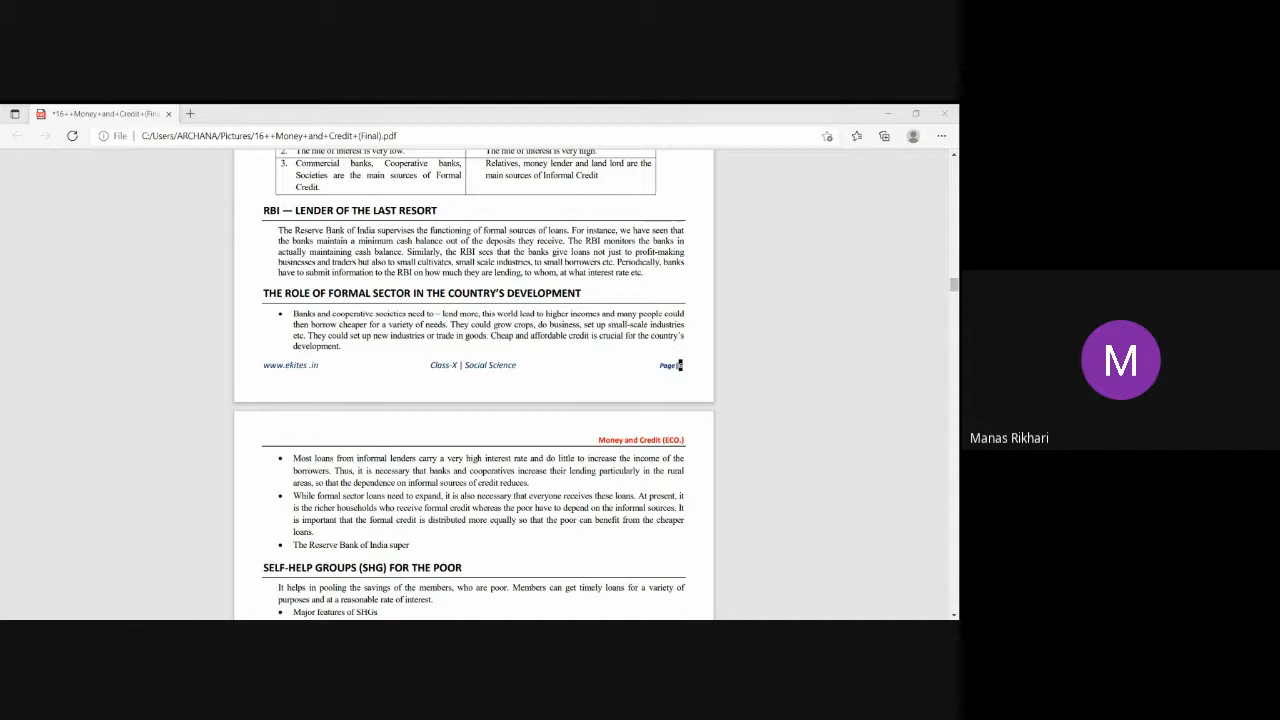 *16++Money+and+Credit+(Fina
File
C:/Users/ARCHANA/Pictures/16++Money+and+Credit+(Final).pdf
2. The rate of interest is very low.
The rate of interest is very high.
3. Commercial banks, Cooperative banks,
Societies are the main sources of Formal
Credit.
Relatives, money lender and land lord are the
main sources of Informal Credit
RBI — LENDER OF THE LAST RESORT
The Reserve Bank of India supervises the functioning of formal sources of loans. For instance, we have seen that
the banks maintain a minimum cash balance out of the deposits they receive. The RBI monitors the banks in
actually maintaining cash balance. Similarly, the RBI sees that the banks give loans not just to profit-making
businesses and traders but also to small cultivates, small scale industries, to small borrowers etc. Periodically, banks
have to submit information to the RBI on how much they are lending, to whom, at what interest rate etc.
THE ROLE OF FORMAL SECTOR IN THE COUNTRY'S DEVELOPMENT
• Banks and cooperative societies need to – lend more, this world lead to higher incomes and many people could
then borrow cheaper for a variety of needs. They could grow crops, do business, set up small-scale industries
etc. They could set up new industries or trade in goods. Cheap and affordable credit is crucial for the country's
development.
www.ekites .in
Class-X | Social Science
Page|
Money and Credit (ECO.)
• Most loans from informal lenders carry a very high interest rate and do little to increase the income of the
borrowers. Thus, it is necessary that banks and cooperatives increase their lending particularly in the rural
areas, so that the dependence on informal sources of credit reduces.
• While formal sector loans need to expand, it is also necessary that everyone receives these loans. At present, it
is the richer households who receive formal credit whereas the poor have to depend on the informal sources. It
is important that the formal credit is distributed more equally so that the poor can benefit from the cheaper
loans.
• The Reserve Bank of India super
SELF-HELP GROUPS (SHG) FOR THE POOR
It helps in pooling the savings of the members, who are poor. Members can get timely loans for a variety of
purposes and at a reasonable rate of interest.
• Major features of SHGs
M
Manas Rikhari